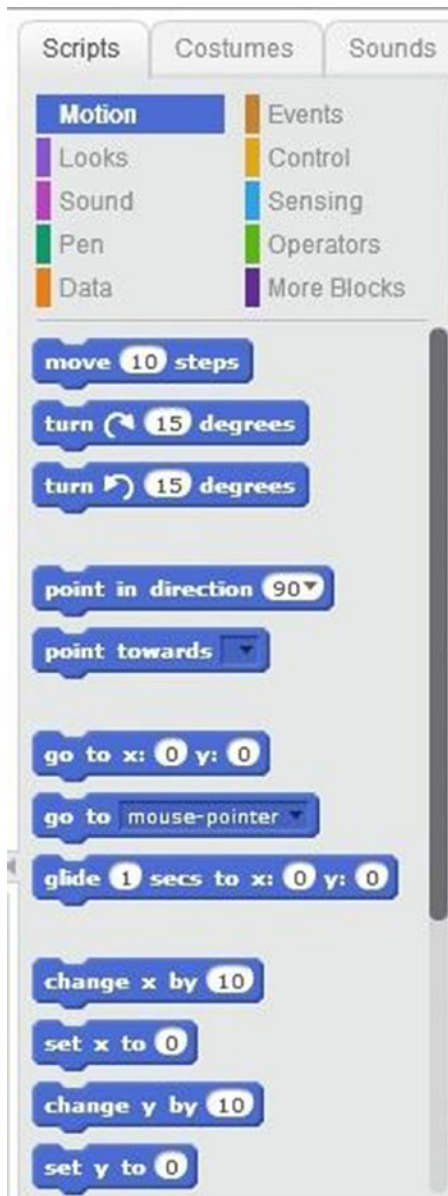 Scripts Costumes Sounds
Motion Events
Looks Control
Sound Sensing
Pen Operators
Data More Blocks
move 10 steps
turn 15 degrees
turn 15 degrees
point in direction 90
point towards
go to x: 0 y: 0
go to mouse-pointer
glide 1 secs to x: 0 y: 0
change x by 10
set x to 0
change y by 10
set y to 0